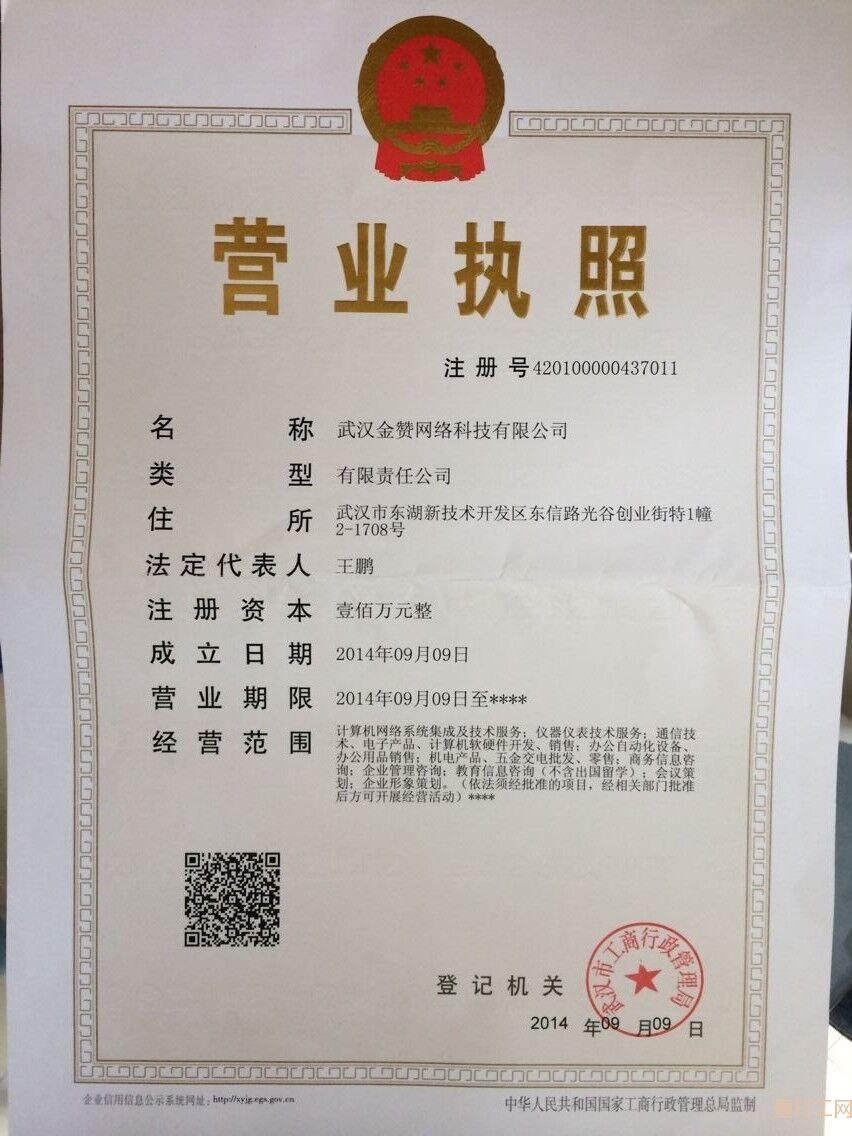 营业执照
注册号420100000437011
名称 武汉金赞网络科技有限公司
类型 有限责任公司
住所 武汉市东湖新技术开发区东信路光谷创业街特1幢
2-1708号
法定代表人 王鹏
注册资本 壹佰万元整
成立日期 2014年09月09日
营业期限 2014年09月09日至****
经营范围 计算机网络系统集成及技术服务；仪器仪表技术服务；通信技
术、电子产品、计算机软硬件开发、销售；办公自动化设备、
办公用品销售；机电产品、五金交电批发、零售；商务信息咨
询；企业管理咨询；教育信息咨询（不含出国留学）；会议策
划；企业形象策划。（依法须经批准的项目，经相关部门批准
后方可开展经营活动）****
武汉市工商行政管理局
登记机关
2014 年09 月09 日
企业信用信息公示系统网址：http://xyjg.egs.gov.cn
中华人民共和国国家工商行政管理总局监制